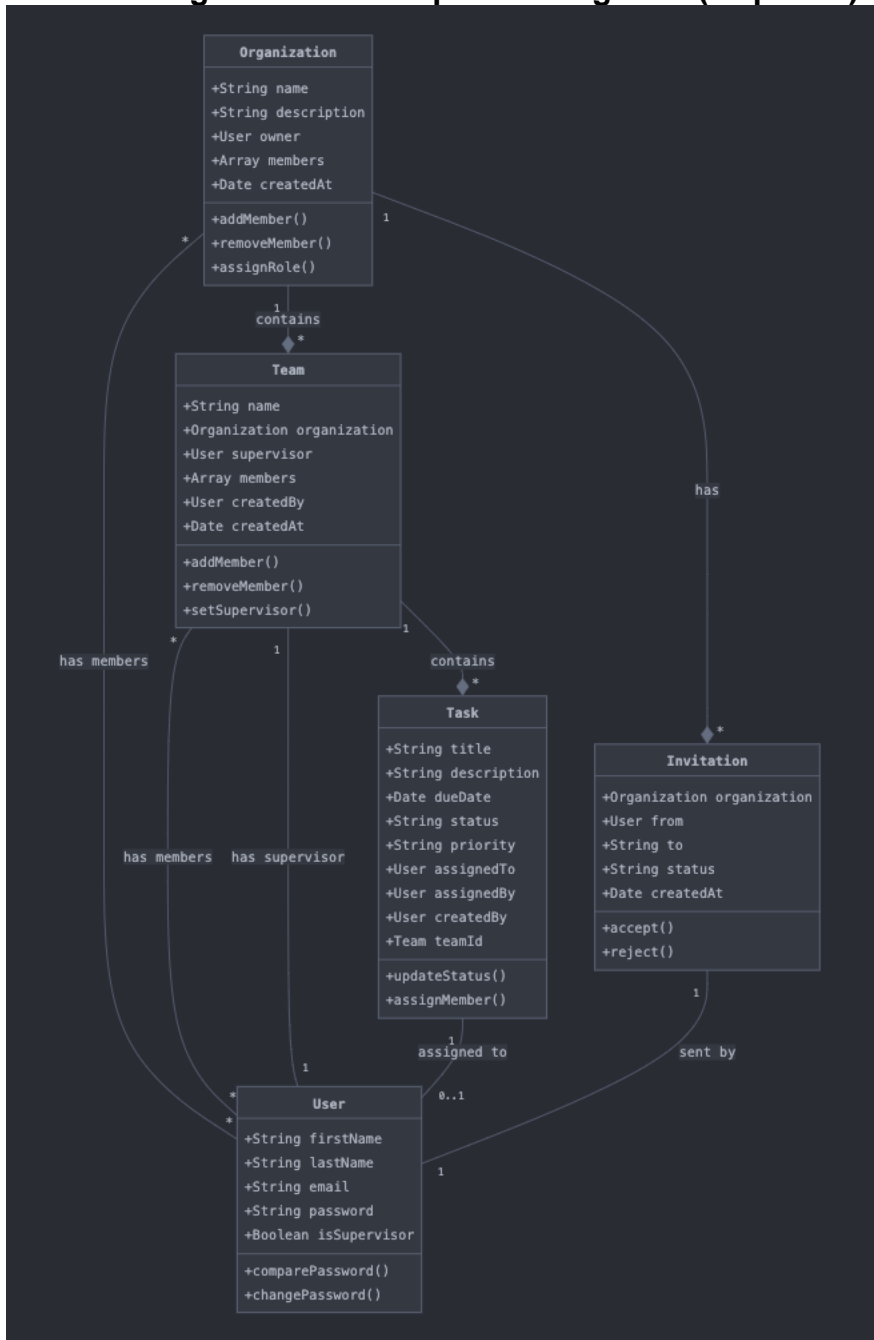 Organization
+String name
+String description
+User owner
+Array members
+Date createdAt
+addMember()
+removeMember()
+assignRole()
*
1
1
contains
*
Team
+String name
+Organization organization
+User supervisor
+Array members
+User createdBy
+Date createdAt
+addMember()
+removeMember()
+setSupervisor()
has
*
1
1
has members
contains
*
Task
+String title
+String description
+Date dueDate
+String status
+String priority
+User assignedTo
+User assignedBy
+User createdBy
+Team teamId
+updateStatus()
+assignMember()
*
Invitation
+Organization organization
+User from
+String to
+String status
+Date createdAt
+accept()
+reject()
has members
has supervisor
1
1
assigned to
sent by
1
*
0..1
*
1
User
+String firstName
+String lastName
+String email
+String password
+Boolean isSupervisor
+comparePassword()
+changePassword()